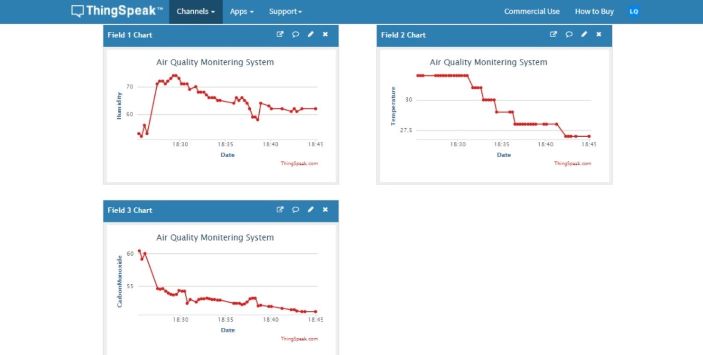 ThingSpeak™ Channels Apps Support Commercial Use How to Buy LQ
Field 1 Chart
Air Quality Monitering System
Humidity
70
60
18:30 18:35 18:40 18:45
Date
ThingSpeak.com
Field 2 Chart
Air Quality Monitering System
Temperature
30
27.5
18:30 18:35 18:40 18:45
Date
ThingSpeak.com
Field 3 Chart
Air Quality Monitering System
CarbonMonoxide
60
55
18:30 18:35 18:40 18:45
Date
ThingSpeak.com